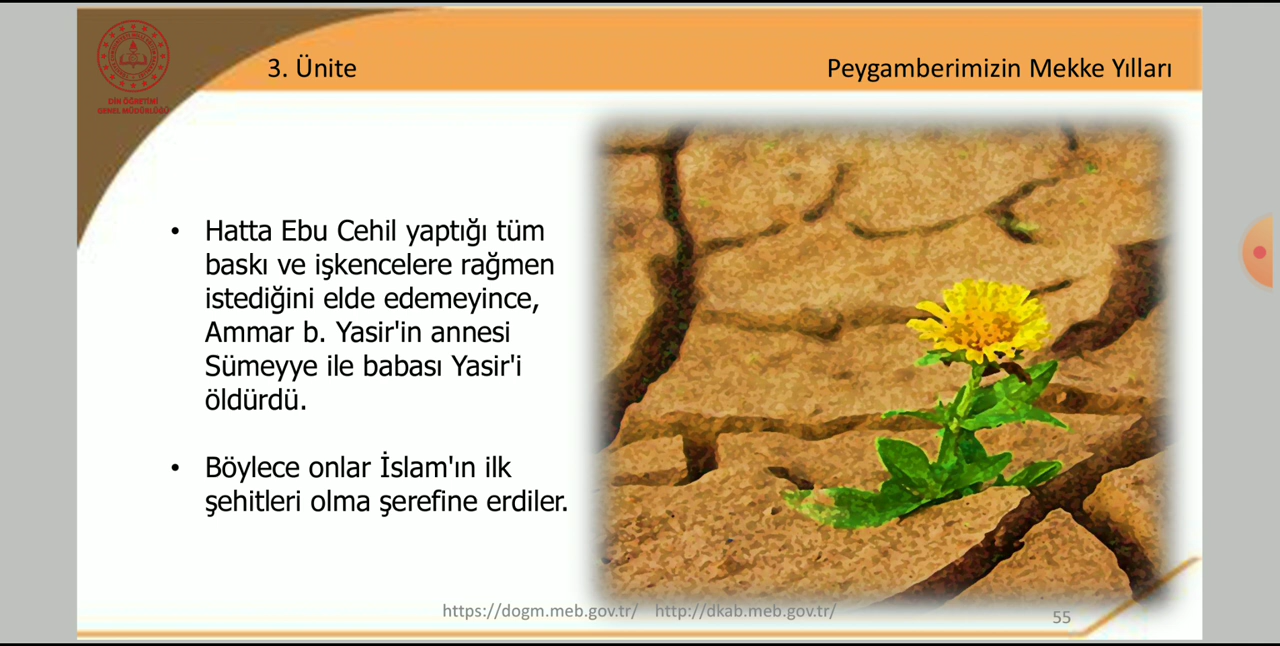 3. Ünite
Peygamberimizin Mekke Yılları
DİN ÖĞRETİMİ
GENEL MÜDÜRLÜĞÜ
• Hatta Ebu Cehil yaptığı tüm
baskı ve işkencelere rağmen
istediğini elde edemeyince,
Ammar b. Yasir'in annesi
Sümeyye ile babası Yasir'i
öldürdü.
• Böylece onlar İslam'ın ilk
şehitleri olma şerefine erdiler.
https://dogm.meb.gov.tr/ http://dkab.meb.gov.tr/
55